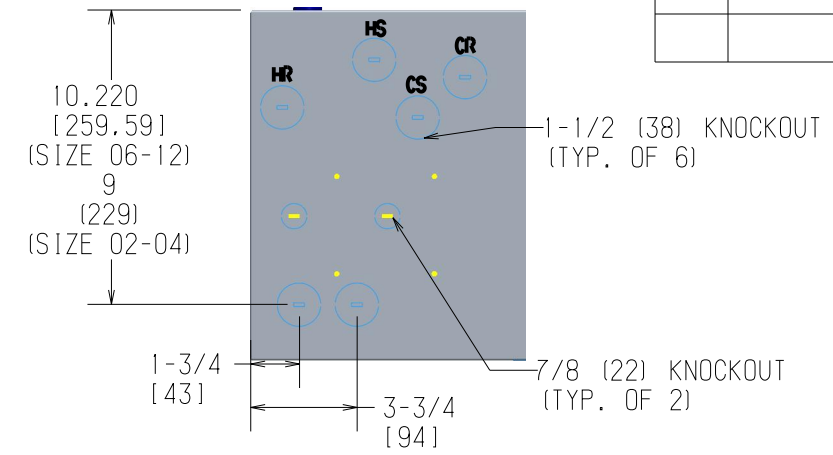 HS
CR
HR
CS
10.220
[259,59]
(SIZE 06-12)
9
(229)
(SIZE 02-04)
1-1/2 (38) KNOCKOUT
(TYP. OF 6)
1-3/4
[43]
3-3/4
[94]
7/8 (22) KNOCKOUT
(TYP. OF 2)